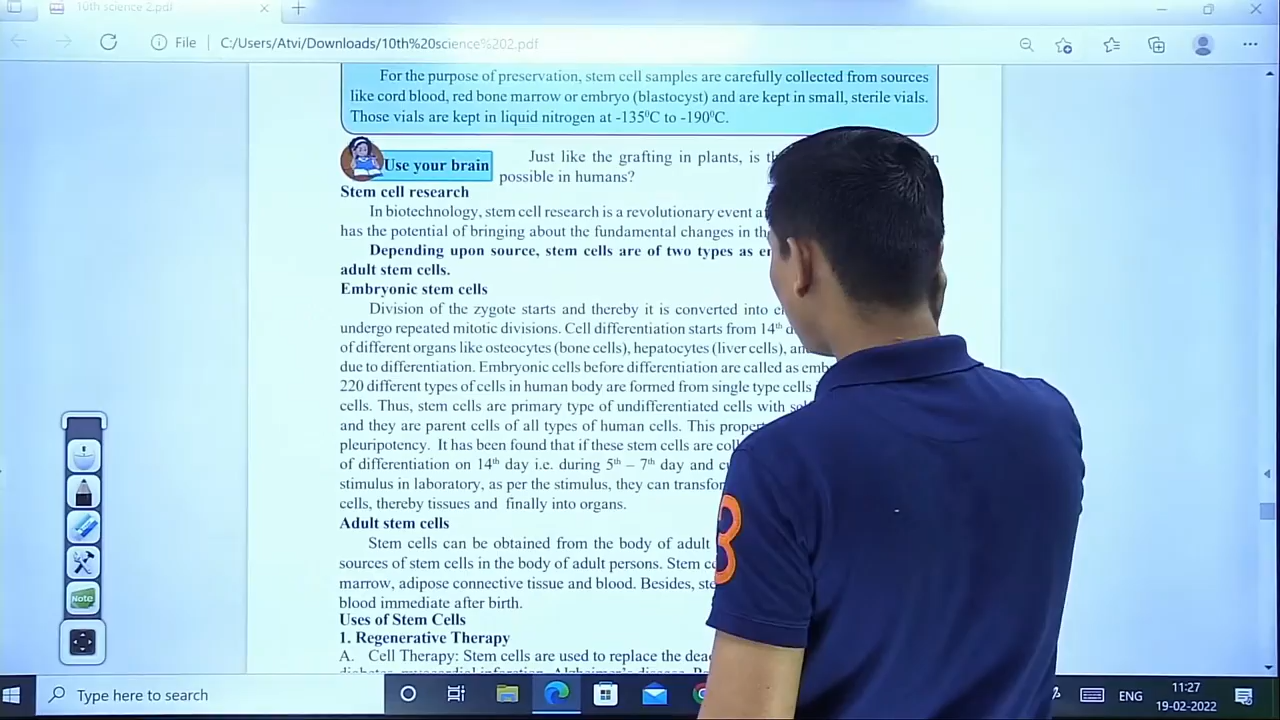 10th science 2.pdf
File
C:/Users/Atvi/Downloads/10th%20science%202.pdf
For the purpose of preservation, stem cell samples are carefully collected from sources
like cord blood, red bone marrow or embryo (blastocyst) and are kept in small, sterile vials.
Those vials are kept in liquid nitrogen at -135⁰C to -190⁰C.
Use your brain
Just like the grafting in plants, is
possible in humans?
Stem cell research
In biotechnology, stem cell research is a revolutionary event
has the potential of bringing about the fundamental changes in
Depending upon source, stem cells are of two types as
adult stem cells.
Embryonic stem cells
Division of the zygote starts and thereby it is converted into
undergo repeated mitotic divisions. Cell differentiation starts from 14th
of different organs like osteocytes (bone cells), hepatocytes (liver cells),
due to differentiation. Embryonic cells before differentiation are called as
220 different types of cells in human body are formed from single type cells
cells. Thus, stem cells are primary type of undifferentiated cells with
and they are parent cells of all types of human cells. This
pleuripotency. It has been found that if these stem cells are
of differentiation on 14th day i.e. during 5th – 7th day and
stimulus in laboratory, as per the stimulus, they can
cells, thereby tissues and finally into organs.
Adult stem cells
Stem cells can be obtained from the body of adult
sources of stem cells in the body of adult persons. Stem
marrow, adipose connective tissue and blood. Besides,
blood immediate after birth.
Uses of Stem Cells
1. Regenerative Therapy
A. Cell Therapy: Stem cells are used to replace the
Note
3
Type here to search
ENG
11:27
19-02-2022